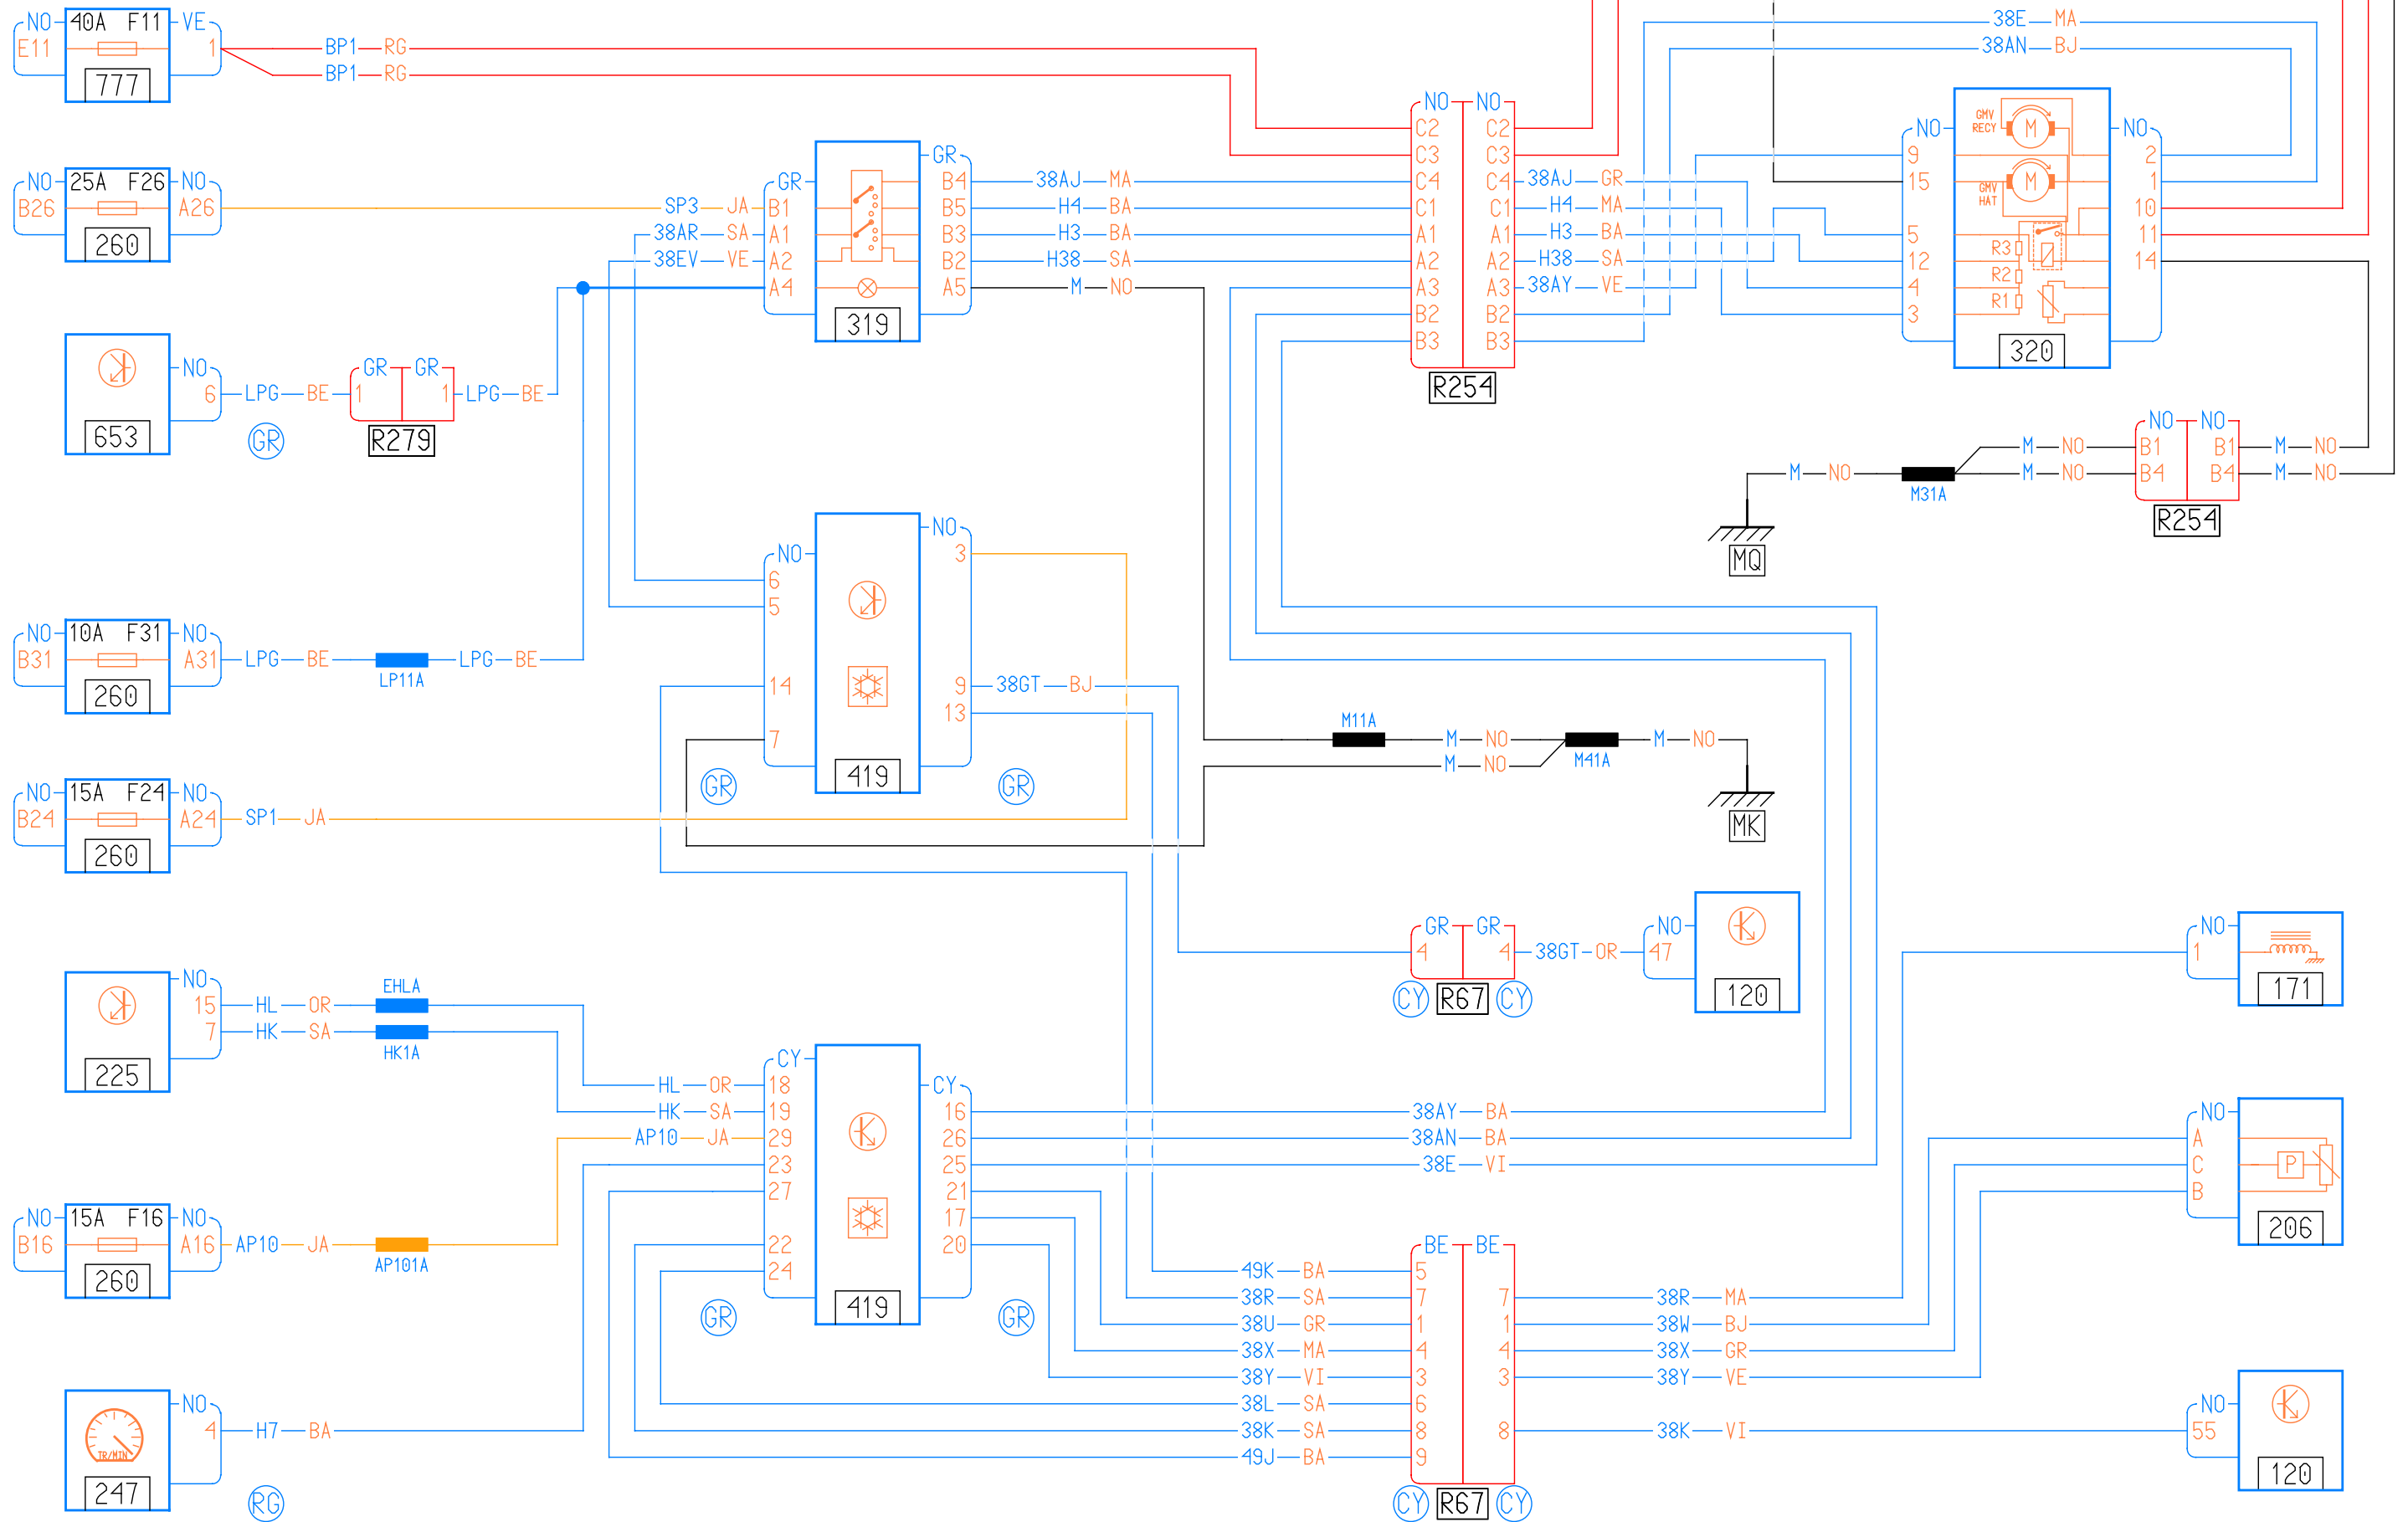 NO 40A F11 VE
E11 1
777
BP1 RG
BP1 RG
38E MA
38AN BJ
NO 25A F26 NO
B26 A26
260
SP3 JA
38AR SA
38EV VE
GR
B1
A1
A2
A4
319
GR
B4
B5
B3
B2
A5
38AJ MA
H4 BA
H3 BA
H38 SA
M NO
NO NO
C2 C2
C3 C3
C4 C4
C1 C1
A1 A1
A2 A2
A3 A3
B2 B2
B3 B3
R254
38AJ GR
H4 MA
H3 BA
H38 SA
38AY VE
NO
9
15
5
12
4
3
GMV
RECY
M
GMV
HAT
M
R3
R2
R1
320
NO
2
1
10
11
14
653
NO
6
LPG BE
GR
GR GR
1 1
R279
LPG BE
NO NO
B1 B1
B4 B4
R254
M NO
M NO
M NO
M NO
M NO
M31A
MQ
NO
6
5
14
7
GR
419
NO
3
9
13
GR
38GT BJ
NO 10A F31 NO
B31 A31
260
LPG BE
LP11A
LPG BE
M11A
M NO
M NO
M41A
M NO
MK
NO 15A F24 NO
B24 A24
260
SP1 JA
GR GR
4 4
CY R67 CY
38GT OR
NO
47
120
NO
1
171
225
NO
15
7
HL OR
HK SA
EHLA
HK1A
HL OR
HK SA
AP10 JA
CY
18
19
29
23
27
22
24
GR
419
CY
16
26
25
21
17
20
GR
38AY BA
38AN BA
38E VI
NO
A
C
B
P
206
NO 15A F16 NO
B16 A16
260
AP10 JA
AP101A
49K BA
38R SA
38U GR
38X MA
38Y VI
38L SA
38K SA
49J BA
BE BE
5
7 7
1 1
4 4
3 3
6
8 8
9
CY R67 CY
38R MA
38W BJ
38X GR
38Y VE
38K VI
NO
55
120
TR/MIN
247
NO
4
H7 BA
RG